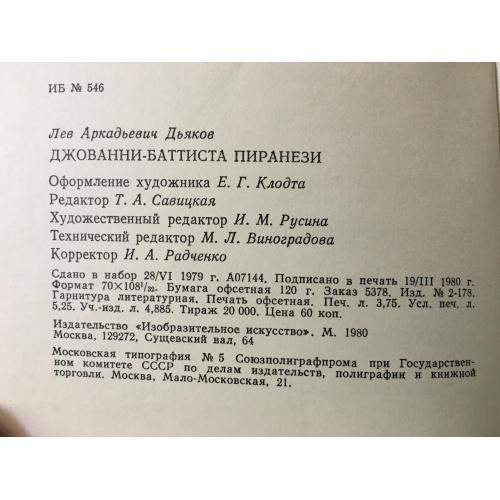 ИБ № 546
Лев Аркадьевич Дьяков
ДЖОВАННИ-БАТТИСТА ПИРАНЕЗИ
Оформление художника Е. Г. Клодта
Редактор Т. А. Савицкая
Художественный редактор И. М. Русина
Технический редактор М. Л. Виноградова
Корректор И. А. Радченко
Сдано в набор 28/VI 1979 г. А07144. Подписано в печать 19/III 1980 г.
Формат 70×108¹/₃₂. Бумага офсетная 120 г. Заказ 5378. Изд. № 2-178.
Гарнитура литературная. Печать офсетная. Печ. л. 3,75. Усл. печ. л.
5,25. Уч.-изд. л. 4,885. Тираж 20 000. Цена 60 коп.
Издательство «Изобразительное искусство». М. 1980
Москва, 129272, Сущевский вал, 64
Московская типография № 5 Союзполиграфпрома при Государствен-
ном комитете СССР по делам издательств, полиграфии и книжной
торговли. Москва, Мало-Московская, 21.